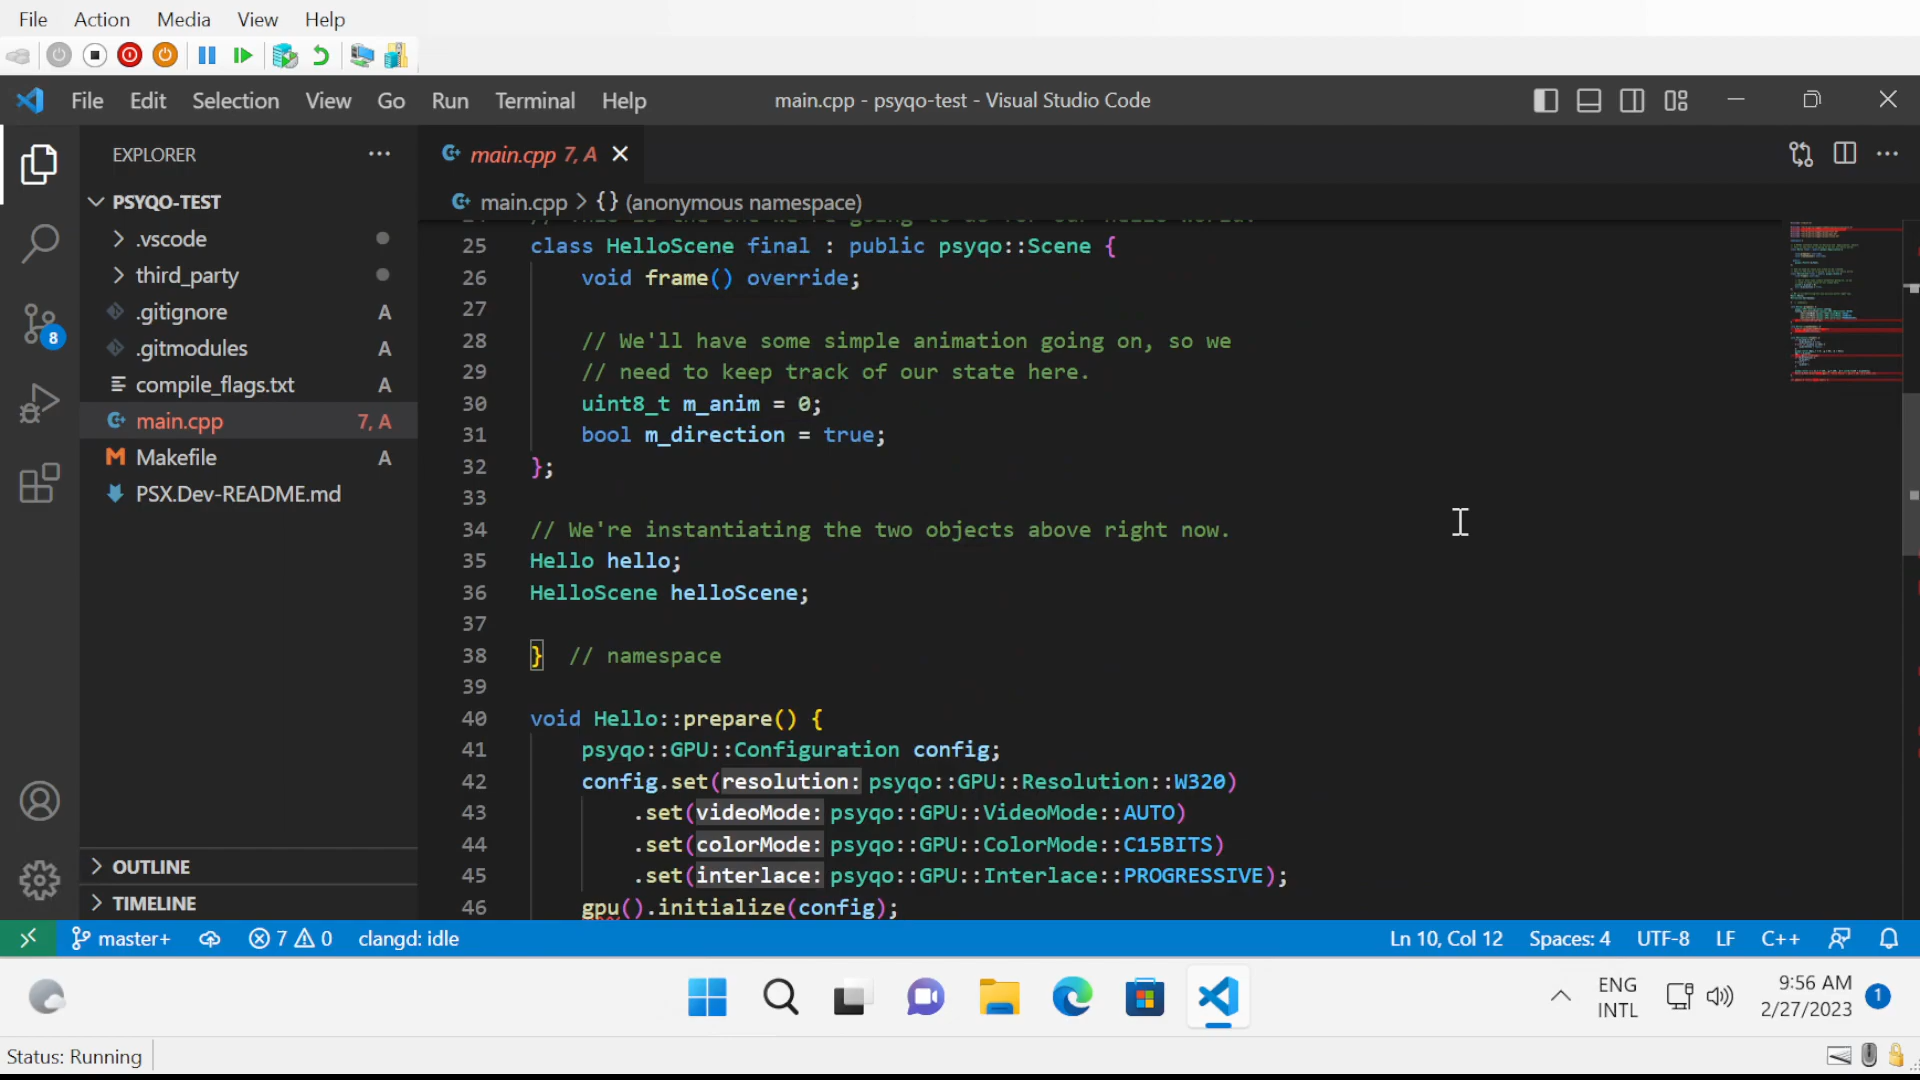 File Action Media View Help
File Edit Selection View Go Run Terminal Help
main.cpp - psyqo-test - Visual Studio Code
EXPLORER
main.cpp 7, A
PSYQO-TEST
main.cpp > {} (anonymous namespace)
.vscode
third_party
.gitignore A
.gitmodules A
compile_flags.txt A
main.cpp 7, A
Makefile A
PSX.Dev-README.md
8
OUTLINE
TIMELINE
25 class HelloScene final : public psyqo::Scene {
26 void frame() override;
27
28 // We'll have some simple animation going on, so we
29 // need to keep track of our state here.
30 uint8_t m_anim = 0;
31 bool m_direction = true;
32 };
33
34 // We're instantiating the two objects above right now.
35 Hello hello;
36 HelloScene helloScene;
37
38 } // namespace
39
40 void Hello::prepare() {
41 psyqo::GPU::Configuration config;
42 config.set(resolution: psyqo::GPU::Resolution::W320)
43 .set(videoMode: psyqo::GPU::VideoMode::AUTO)
44 .set(colorMode: psyqo::GPU::ColorMode::C15BITS)
45 .set(interlace: psyqo::GPU::Interlace::PROGRESSIVE);
46 gpu().initialize(config);
master+ 7 0 clangd: idle
Ln 10, Col 12 Spaces: 4 UTF-8 LF C++
ENG
INTL
9:56 AM
2/27/2023
1
Status: Running